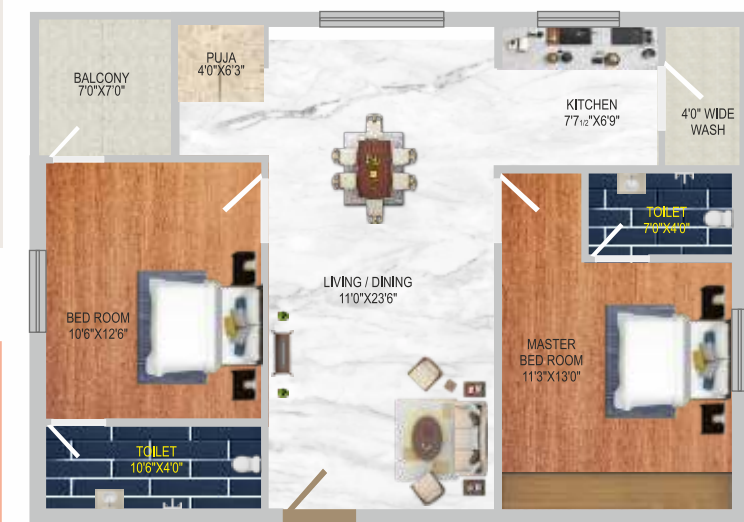 BALCONY
7'0"X7'0"
PUJA
4'0"X6'3"
KITCHEN
7'7 1/2"X6'9"
4'0" WIDE
WASH
TOILET
7'0"X4'0"
LIVING / DINING
11'0"X23'6"
BED ROOM
10'6"X12'6"
MASTER
BED ROOM
11'3"X13'0"
TOILET
10'6"X4'0"